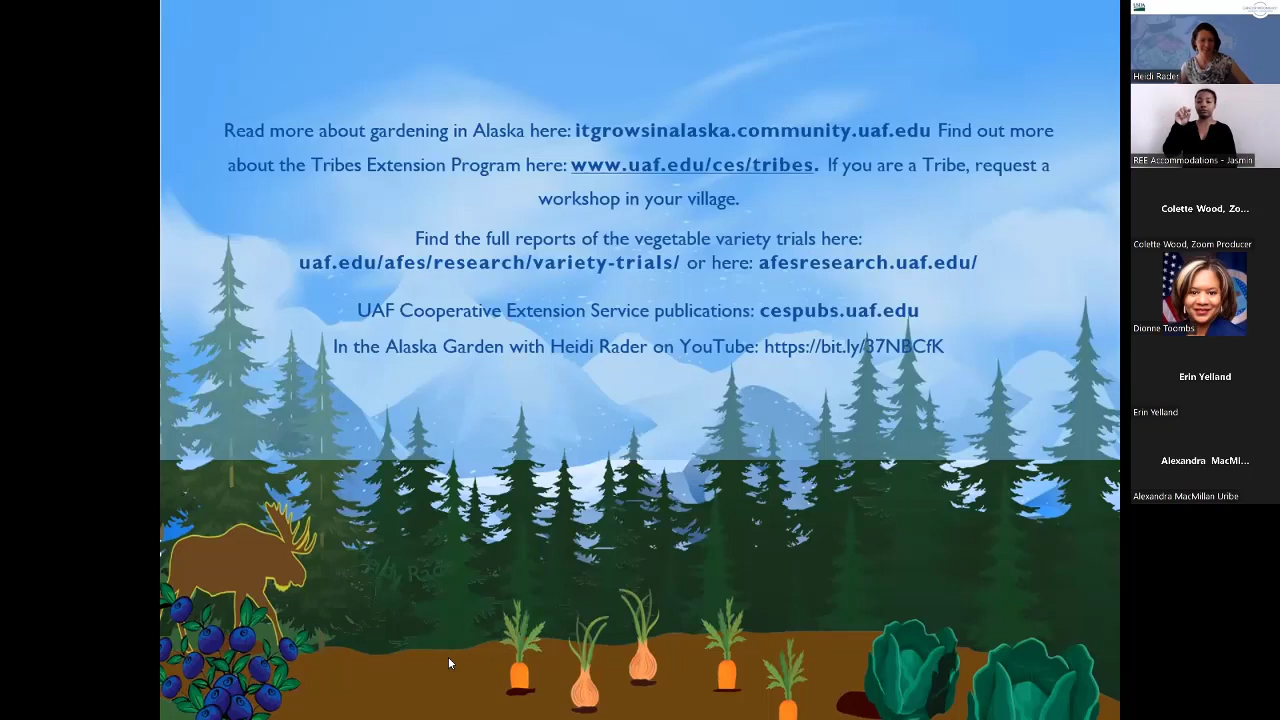 Read more about gardening in Alaska here: itgrowsinalaska.community.uaf.edu Find out more
about the Tribes Extension Program here: www.uaf.edu/ces/tribes. If you are a Tribe, request a
workshop in your village.
Find the full reports of the vegetable variety trials here:
uaf.edu/afes/research/variety-trials/ or here: afesresearch.uaf.edu/
UAF Cooperative Extension Service publications: cespubs.uaf.edu
In the Alaska Garden with Heidi Rader on YouTube: https://bit.ly/37NBCfK
USDA
Heidi Rader
REE Accommodations - Jasmin
Colette Wood, Zo...
Colette Wood, Zoom Producer
Dionne Toombs
Erin Yelland
Erin Yelland
Alexandra MacMI...
Alexandra MacMillan Uribe